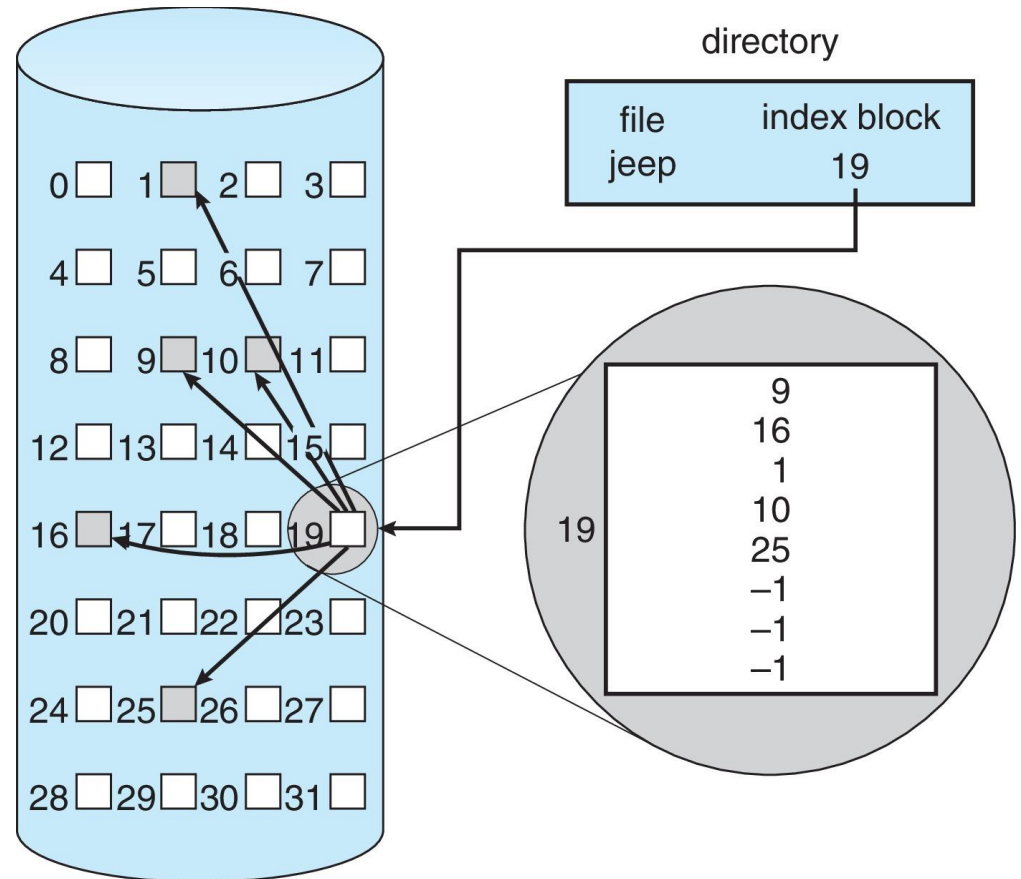 directory
file index block
jeep 19
0 1 2 3
4 5 6 7
8 9 10 11
12 13 14 15
16 17 18 19
20 21 22 23
24 25 26 27
28 29 30 31
19
9
16
1
10
25
–1
–1
–1